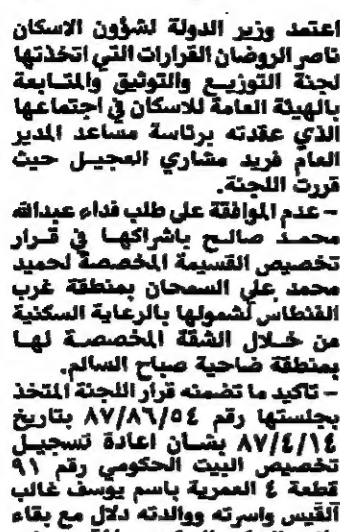 اعتمد وزير الدولة لشؤون الاسكان
ناصر الروضان القرارات التي اتخذتها
لجنة التوزيع والتوثيق والمتابعة
بالهيئة العامة للاسكان في اجتماعها
الذي عقدته برئاسة مساعد المدير
العام فريد مشاري العجيل حيث
قررت اللجنة.
– عدم الموافقة على طلب فداء عبدالله
محمد صالح باشراكها في قرار
تخصيص القسيمة المخصصة لحميد
محمد علي السمحان بمنطقة غرب
الفنطاس لشمولها بالرعاية السكنية
من خلال الشقة المخصصة لها
بمنطقة ضاحية صباح السالم.
– تاكيد ما تضمنه قرار اللجنة المتخذ
بجلستها رقم ٨٧/٨٦/٥٤ بتاريخ
٨٧/٤/١٤ بشان اعادة تسجيل
تخصيص البيت الحكومي رقم ٩١
قطعة ٤ العمرية باسم يوسف غالب
القيس واسرته ووالدته دلال مع بقاء